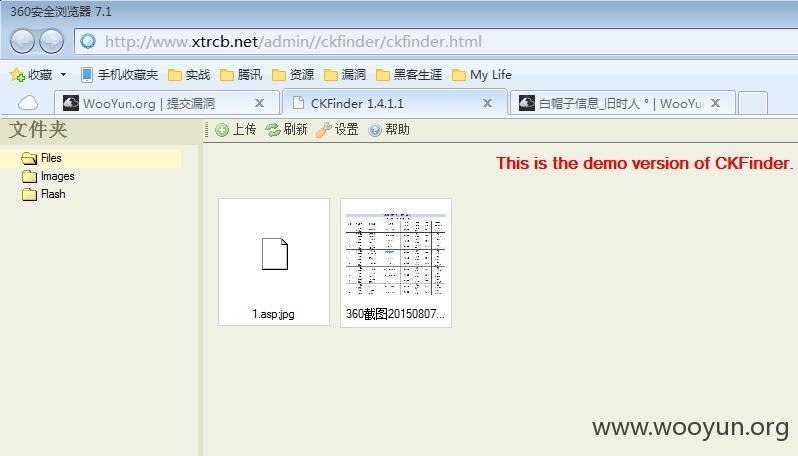 360安全浏览器 7.1
http://www.xtrcb.net/admin//ckfinder/ckfinder.html
收藏 手机收藏夹 实战 腾讯 资源 漏洞 黑客生涯 My Life
WooYun.org | 提交漏洞 CKFinder 1.4.1.1 白帽子信息_旧时人 ° | WooYu
文件夹 上传 刷新 设置 帮助
Files
Images
Flash
This is the demo version of CKFinder.
1.asp.jpg 360截图20150807...
www.wooyun.org